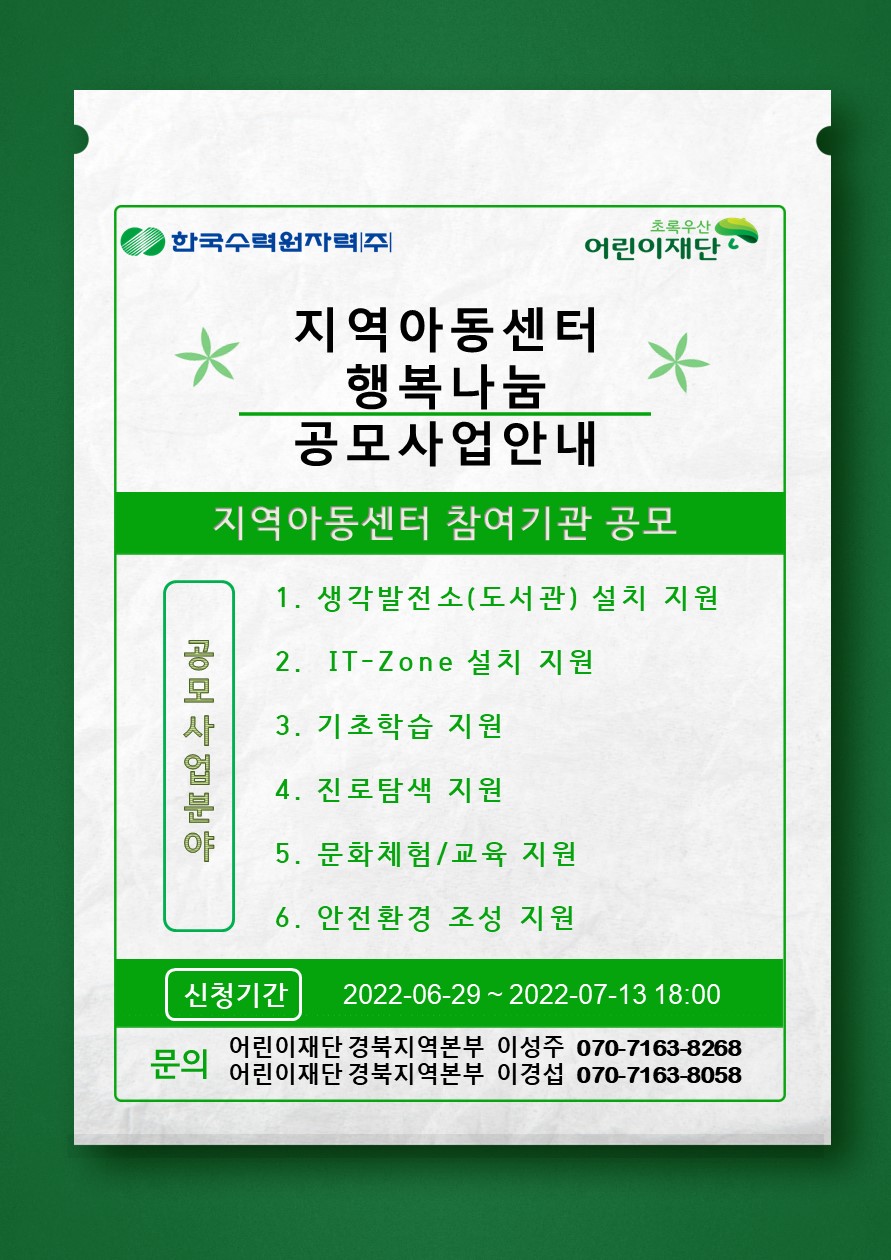 한국수력원자력(주)
초록우산
어린이재단
지역아동센터
행복나눔
공모사업안내
지역아동센터 참여기관 공모
공모사업분야
1. 생각발전소(도서관) 설치 지원
2. IT-Zone 설치 지원
3. 기초학습 지원
4. 진로탐색 지원
5. 문화체험/교육 지원
6. 안전환경 조성 지원
신청기간 2022-06-29 ~ 2022-07-13 18:00
문의
어린이재단 경북지역본부 이성주 070-7163-8268
어린이재단 경북지역본부 이경섭 070-7163-8058